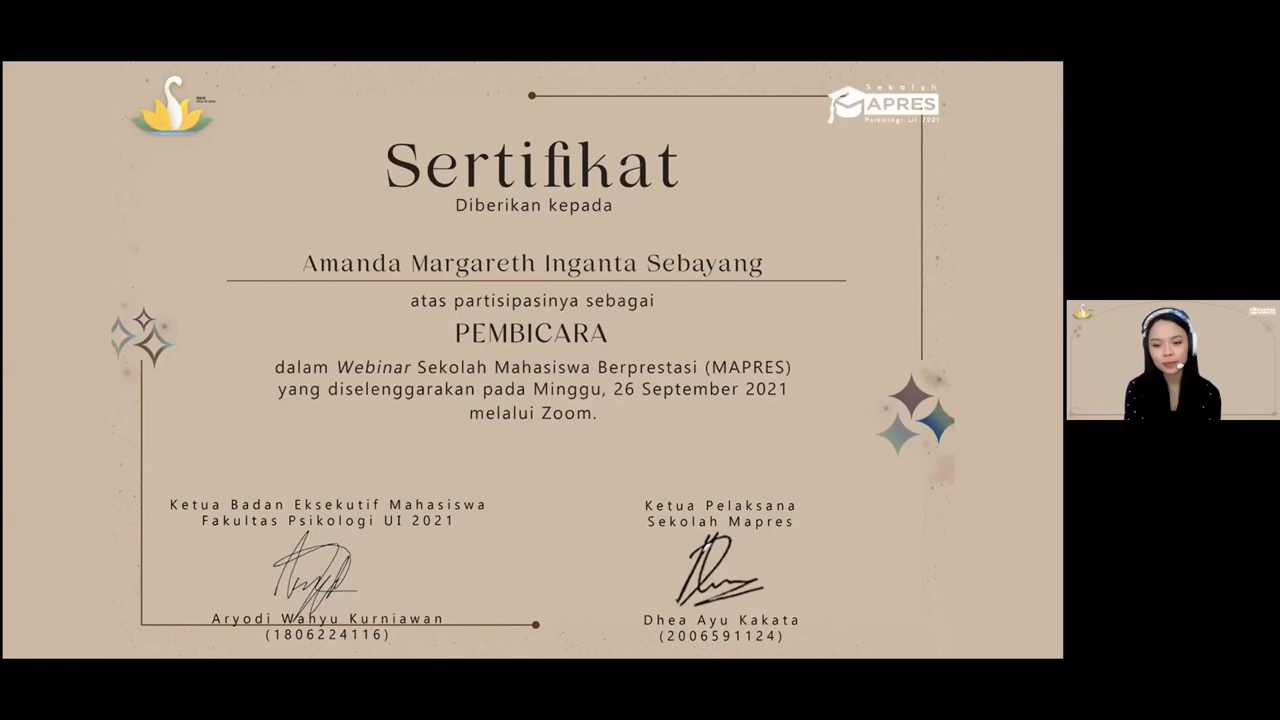 Sekolah
MAPRES
Psikologi UI 2021
Sertifikat
Diberikan kepada
Amanda Margareth Inganta Sebayang
atas partisipasinya sebagai
PEMBICARA
dalam Webinar Sekolah Mahasiswa Berprestasi (MAPRES)
yang diselenggarakan pada Minggu, 26 September 2021
melalui Zoom.
Ketua Badan Eksekutif Mahasiswa
Fakultas Psikologi UI 2021
Aryodi Wahyu Kurniawan
(1806224116)
Ketua Pelaksana
Sekolah Mapres
Dhea Ayu Kakata
(2006591124)